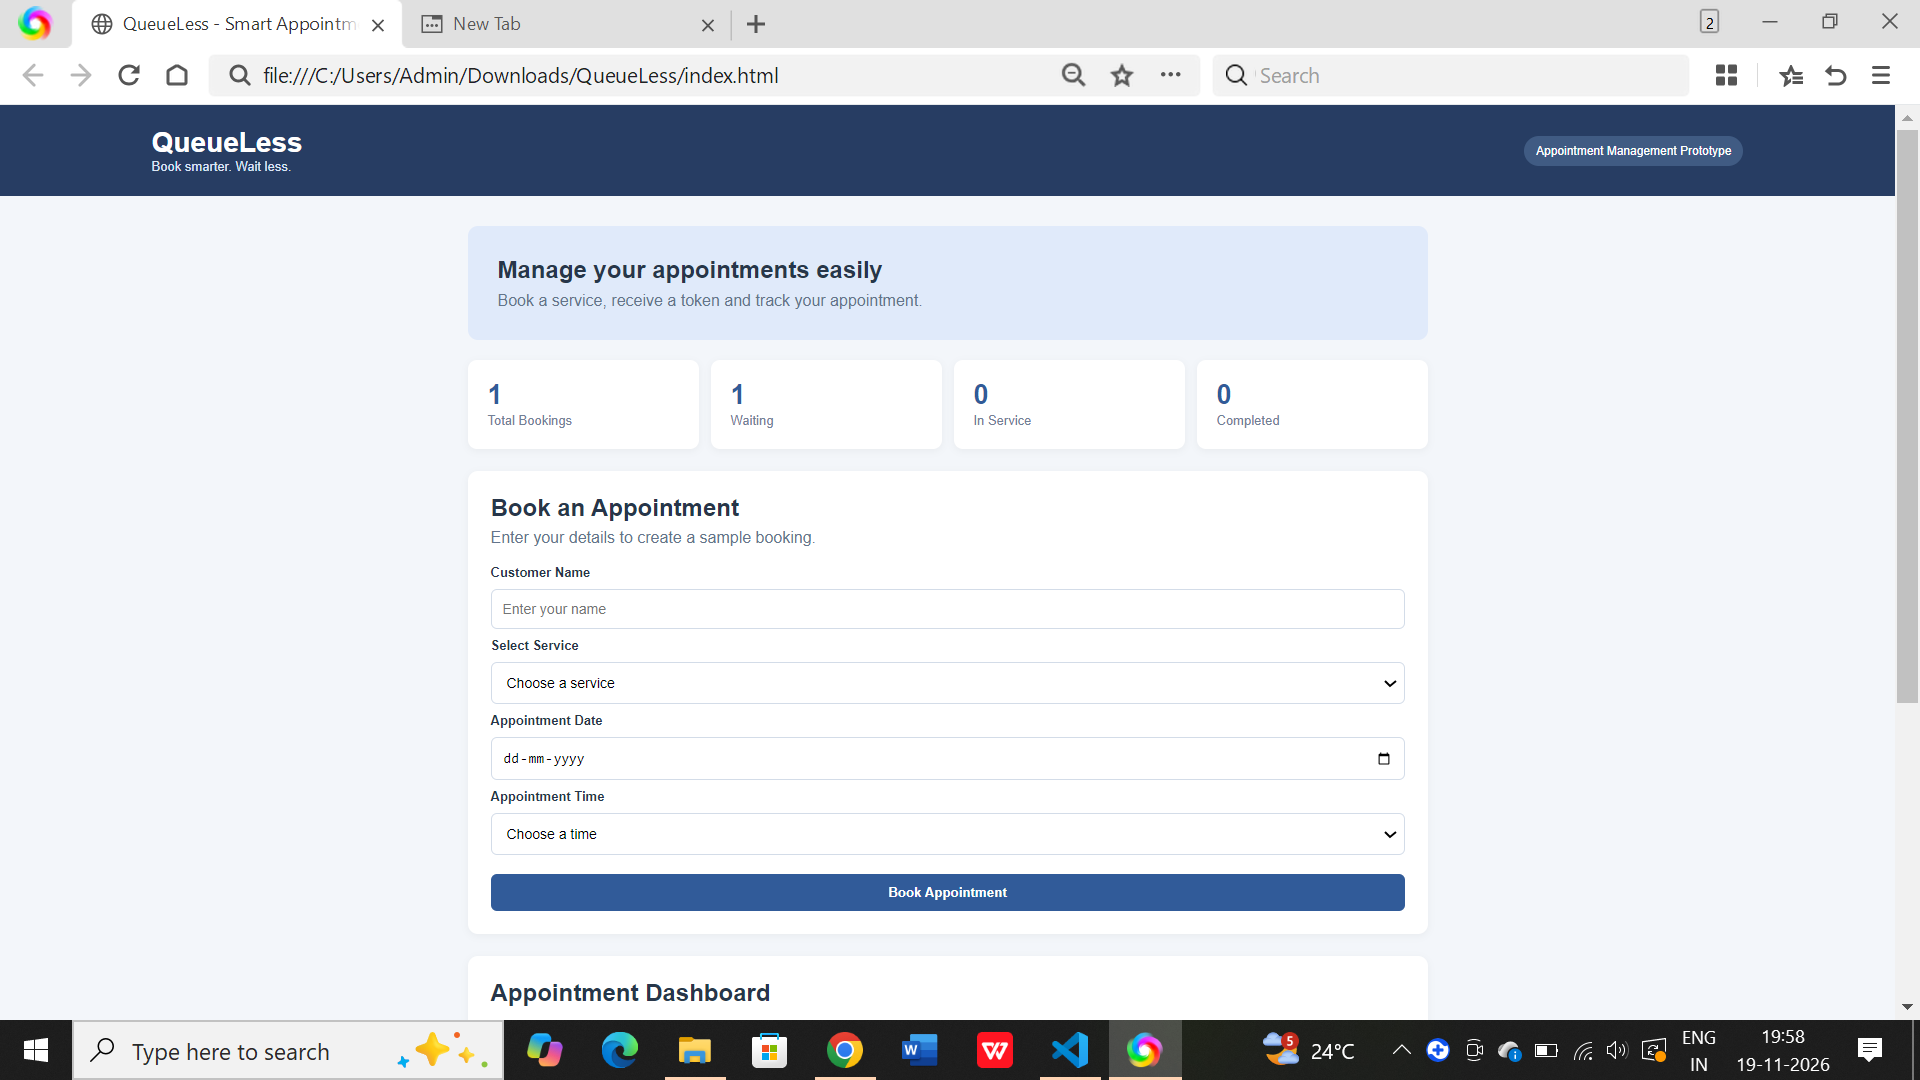 QueueLess - Smart Appointm
New Tab
2
file:///C:/Users/Admin/Downloads/QueueLess/index.html
Search
QueueLess
Book smarter. Wait less.
Appointment Management Prototype
Manage your appointments easily
Book a service, receive a token and track your appointment.
1
Total Bookings
1
Waiting
0
In Service
0
Completed
Book an Appointment
Enter your details to create a sample booking.
Customer Name
Enter your name
Select Service
Choose a service
Appointment Date
dd-mm-yyyy
Appointment Time
Choose a time
Book Appointment
Appointment Dashboard
Type here to search
W
W
5
24°C
ENG
IN
19:58
19-11-2026